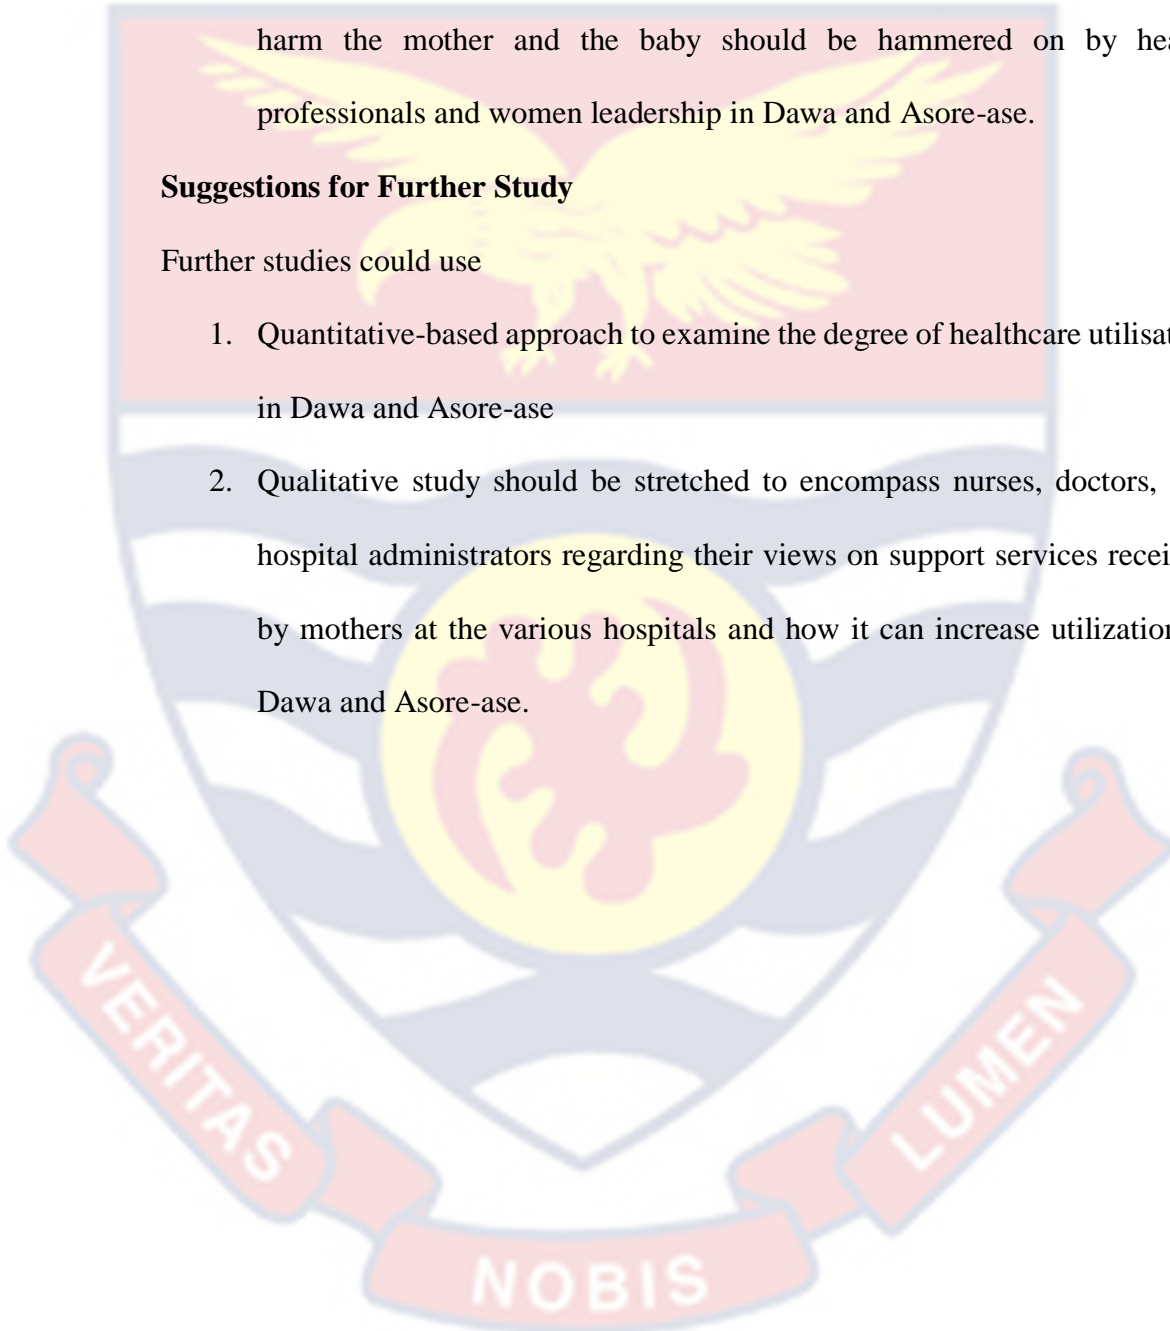 harm the mother and the baby should be hammered on by
professionals and women leadership in Dawa and Asore-ase.
Suggestions for Further Study
Further studies could use
1. Quantitative-based approach to examine the degree of healthcare
in Dawa and Asore-ase
2. Qualitative study should be stretched to encompass nurses, doctors,
hospital administrators regarding their views on support services
by mothers at the various hospitals and how it can increase utilization
Dawa and Asore-ase.
VERITAS
NOBIS
LUMEN